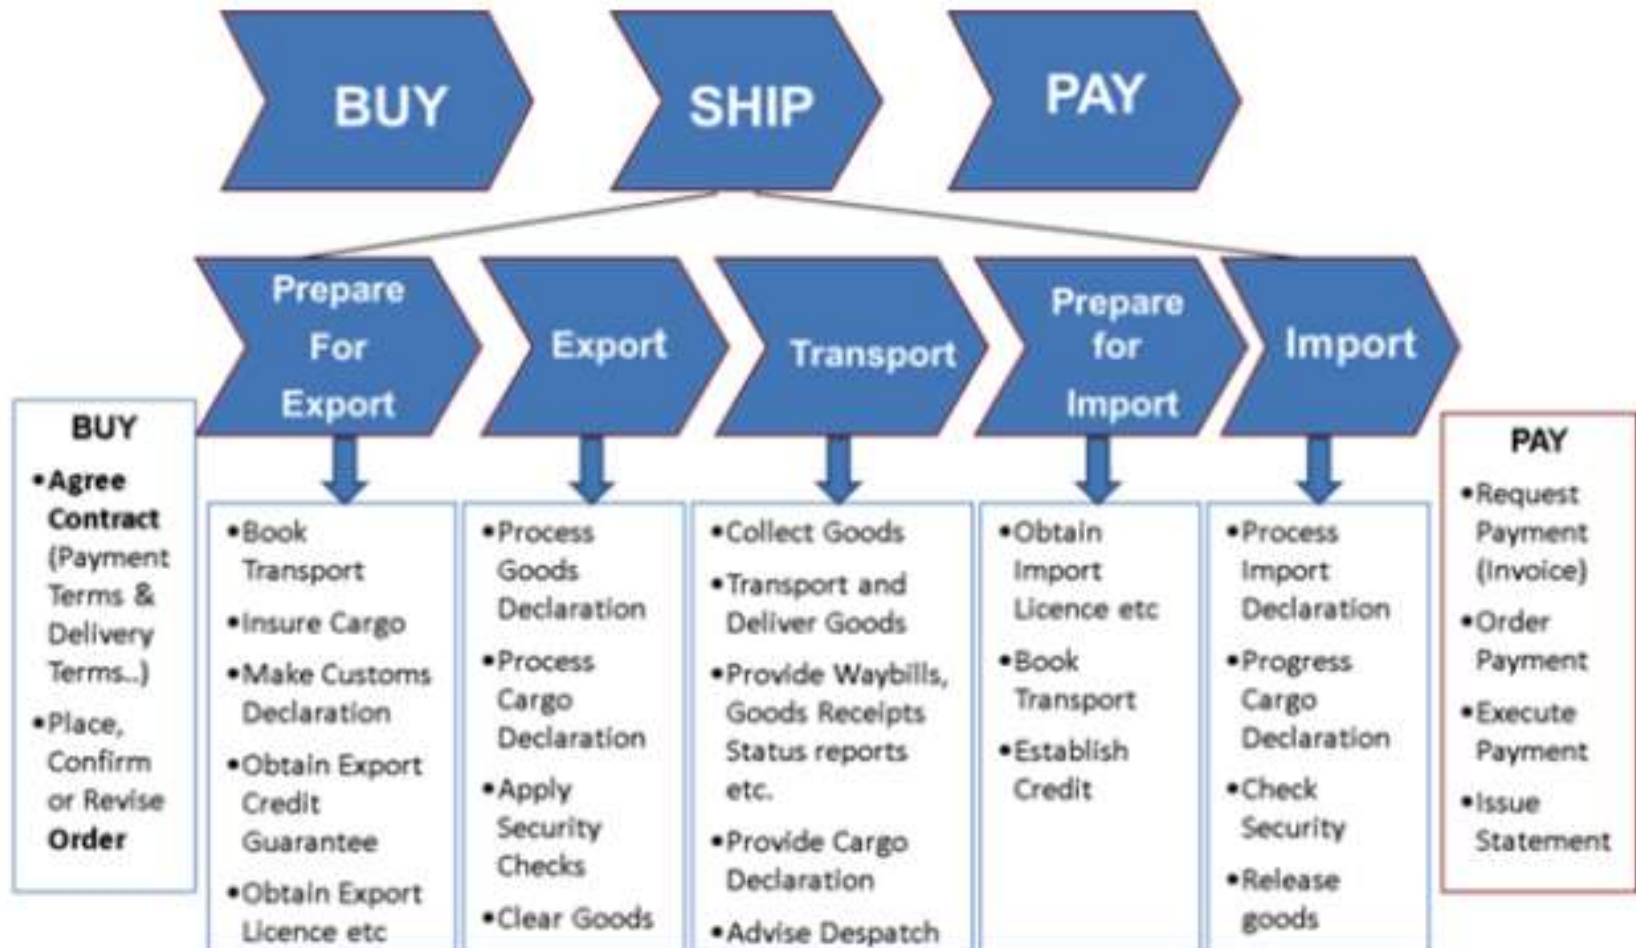 BUY
SHIP
PAY
Prepare
For
Export
Export
Transport
Prepare
for
Import
Import
BUY
•Agree
Contract
(Payment
Terms &
Delivery
Terms..)
•Place,
Confirm
or Revise
Order
•Book
Transport
•Insure Cargo
•Make Customs
Declaration
•Obtain Export
Credit
Guarantee
•Obtain Export
Licence etc
•Process
Goods
Declaration
•Process
Cargo
Declaration
•Apply
Security
Checks
•Clear Goods
•Collect Goods
•Transport and
Deliver Goods
•Provide Waybills,
Goods Receipts
Status reports
etc.
•Provide Cargo
Declaration
•Advise Despatch
•Obtain
Import
Licence etc
•Book
Transport
•Establish
Credit
•Process
Import
Declaration
•Progress
Cargo
Declaration
•Check
Security
•Release
goods
PAY
•Request
Payment
(Invoice)
•Order
Payment
•Execute
Payment
•Issue
Statement